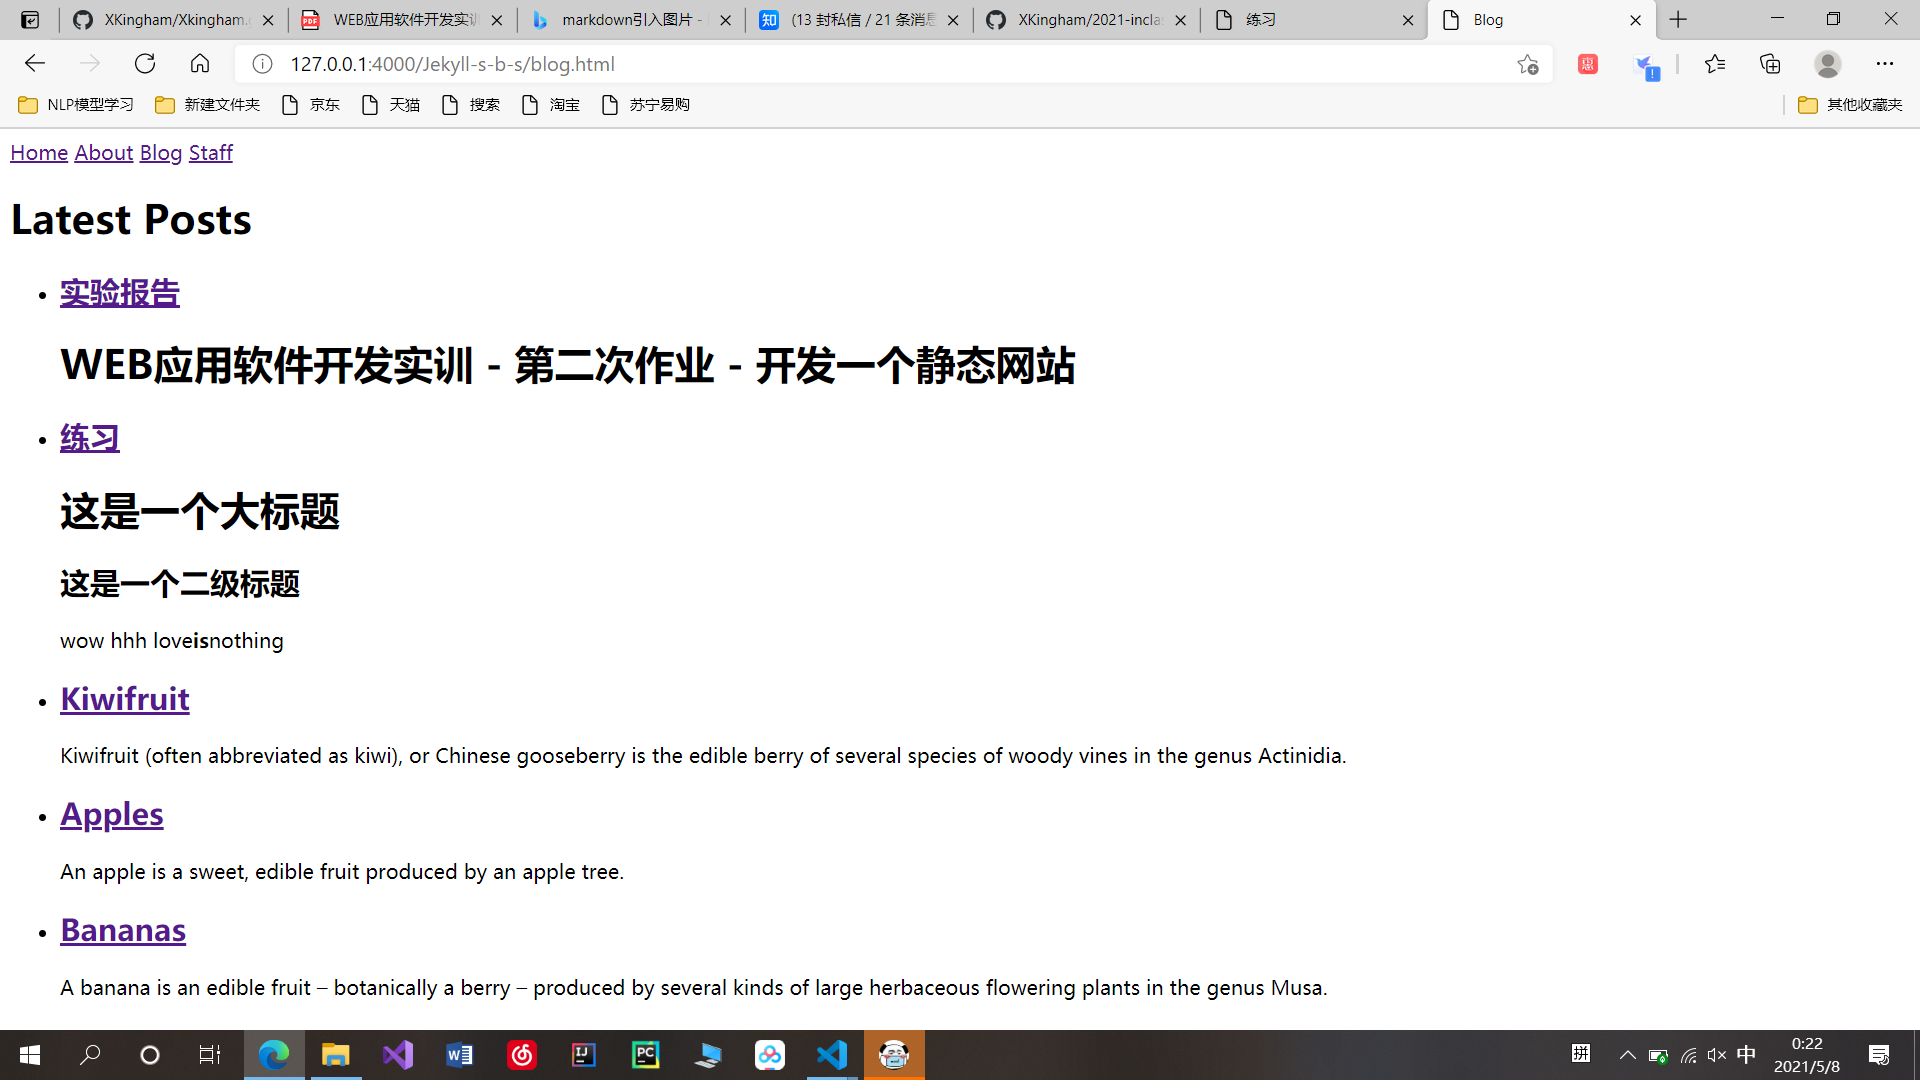 XKingham/Xkingham.
WEB应用软件开发实训
markdown引入图片 -
(13 封私信 / 21 条消息
XKingham/2021-inclas
练习
Blog
127.0.0.1:4000/Jekyll-s-b-s/blog.html
NLP模型学习
新建文件夹
京东
天猫
搜索
淘宝
苏宁易购
其他收藏夹
Home About Blog Staff
Latest Posts
实验报告
WEB应用软件开发实训 - 第二次作业 - 开发一个静态网站
练习
这是一个大标题
这是一个二级标题
wow hhh loveisnothing
Kiwifruit
Kiwifruit (often abbreviated as kiwi), or Chinese gooseberry is the edible berry of several species of woody vines in the genus Actinidia.
Apples
An apple is a sweet, edible fruit produced by an apple tree.
Bananas
A banana is an edible fruit – botanically a berry – produced by several kinds of large herbaceous flowering plants in the genus Musa.
拼
中
0:22
2021/5/8